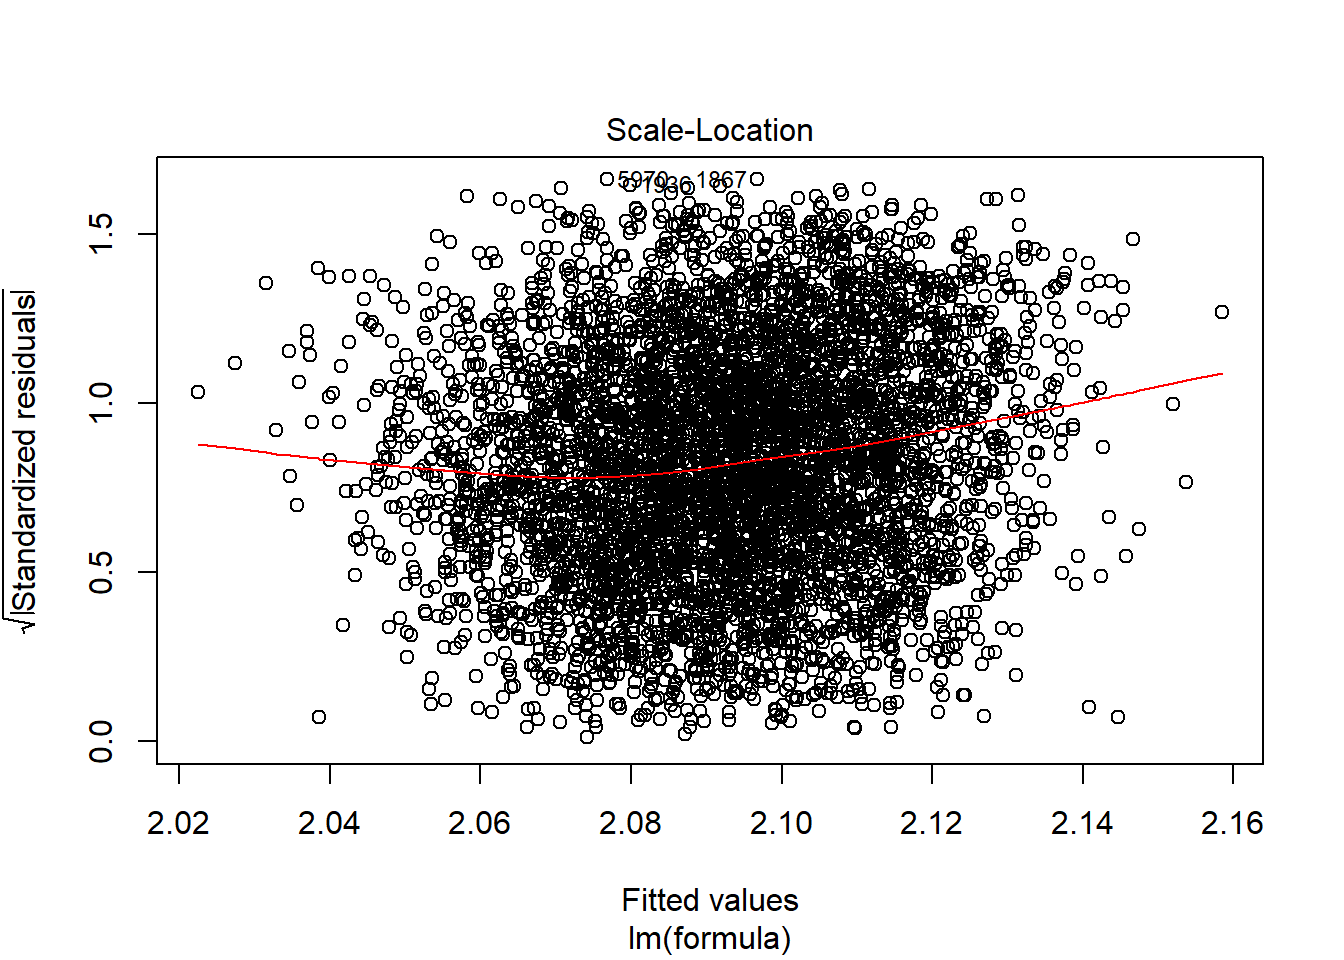 Scale-Location
5970
1936
1867
√|Standardized residuals|
1.5
1.0
0.5
0.0
2.02 2.04 2.06 2.08 2.10 2.12 2.14 2.16
Fitted values
lm(formula)